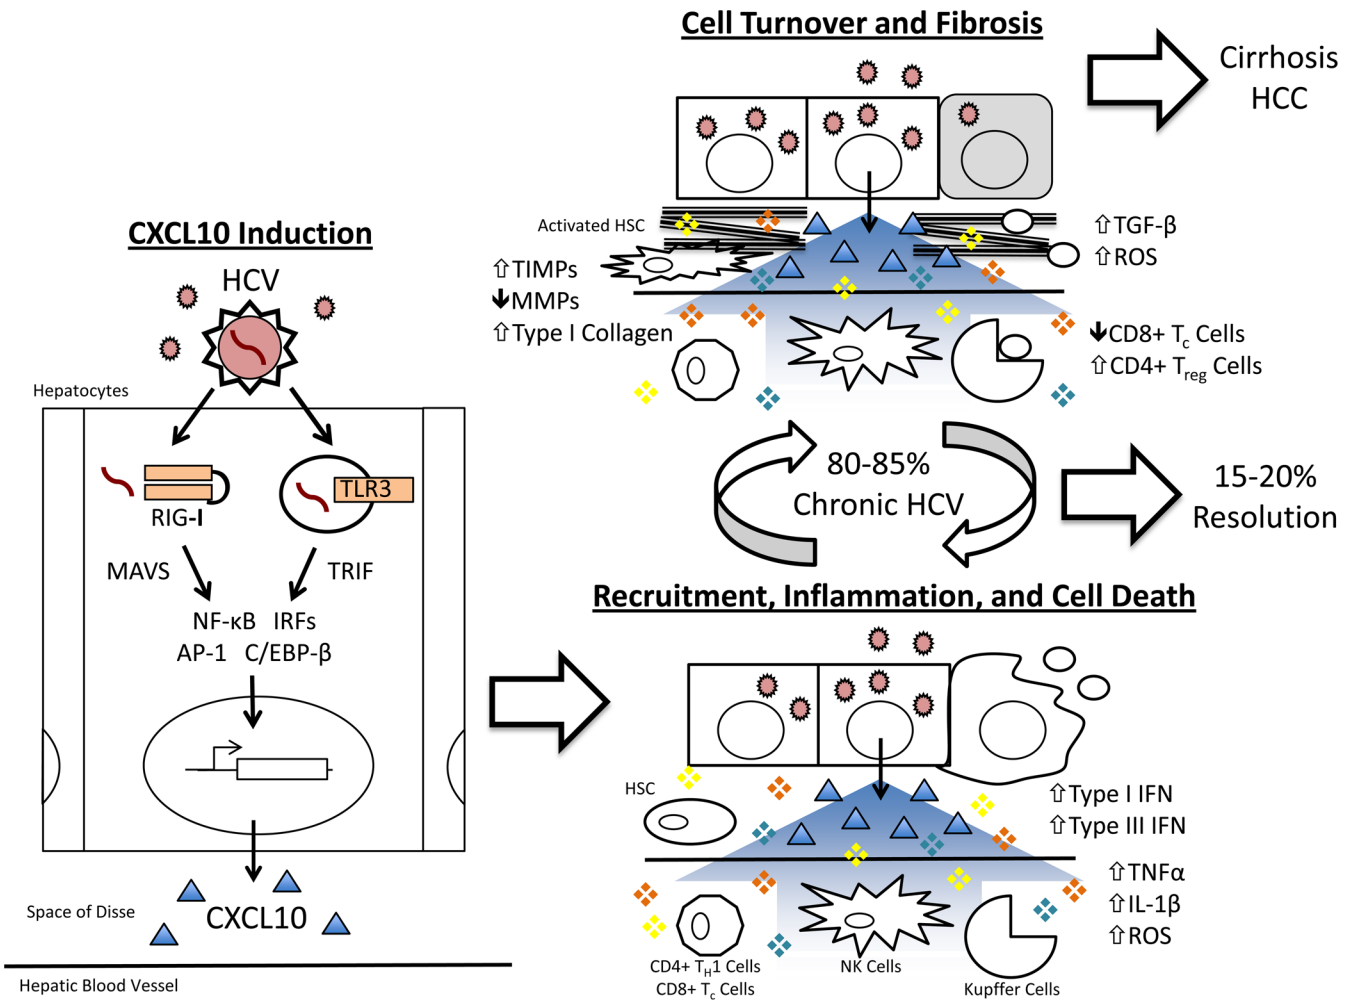 Cell Turnover and Fibrosis
Cirrhosis
HCC
Activated HSC
⇧TIMPs
🡇MMPs
⇧Type I Collagen
⇧TGF-β
⇧ROS
🡇CD8+ Tc Cells
⇧CD4+ Treg Cells
CXCL10 Induction
HCV
Hepatocytes
RIG-I
TLR3
MAVS
TRIF
NF-κB IRFs
AP-1 C/EBP-β
Space of Disse
CXCL10
Hepatic Blood Vessel
80-85%
Chronic HCV
15-20%
Resolution
Recruitment, Inflammation, and Cell Death
HSC
⇧Type I IFN
⇧Type III IFN
⇧TNFα
⇧IL-1β
⇧ROS
CD4+ TH1 Cells
CD8+ Tc Cells
NK Cells
Kupffer Cells